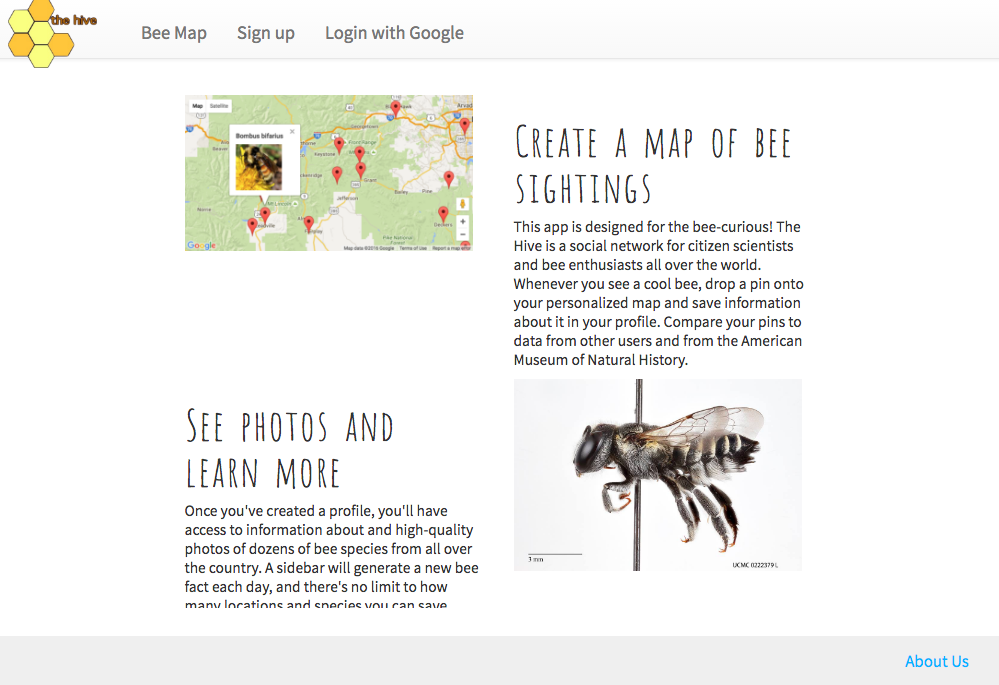 the hive
Bee Map
Sign up
Login with Google
Map Satellite
Bombus bifarius
Jefferson
Bailey
Pine
Grant
Keystone
Fairplay
Deckers
Google
Map data ©2016 Google Terms of Use Report a map error
Create a map of bee
sightings
This app is designed for the bee-curious! The
Hive is a social network for citizen scientists
and bee enthusiasts all over the world.
Whenever you see a cool bee, drop a pin onto
your personalized map and save information
about it in your profile. Compare your pins to
data from other users and from the American
Museum of Natural History.
See photos and
learn more
Once you've created a profile, you'll have
access to information about and high-quality
photos of dozens of bee species from all over
the country. A sidebar will generate a new bee
fact each day, and there's no limit to how
many locations and species you can save
3 mm
UCMC 0222379 L
About Us